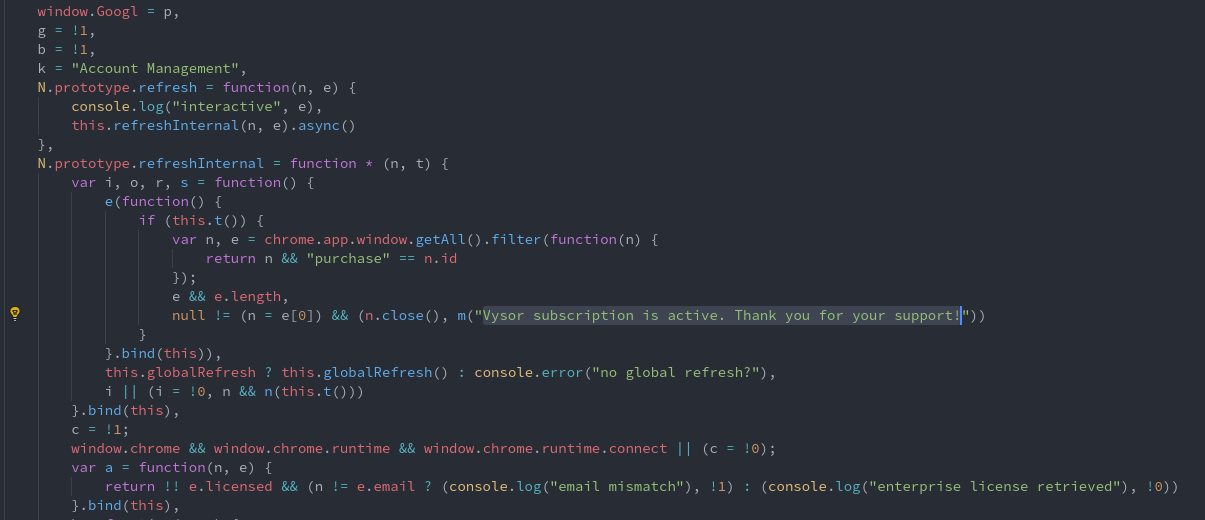 window.Googl = p,
g = !1,
b = !1,
k = "Account Management",
N.prototype.refresh = function(n, e) {
console.log("interactive", e),
this.refreshInternal(n, e).async()
},
N.prototype.refreshInternal = function * (n, t) {
var i, o, r, s = function() {
e(function() {
if (this.t()) {
var n, e = chrome.app.window.getAll().filter(function(n) {
return n && "purchase" == n.id
});
e && e.length,
null != (n = e[0]) && (n.close(), m("Vysor subscription is active. Thank you for your support!"))
}
}.bind(this)),
this.globalRefresh ? this.globalRefresh() : console.error("no global refresh?"),
i || (i = !0, n && n(this.t()))
}.bind(this),
c = !1;
window.chrome && window.chrome.runtime && window.chrome.runtime.connect || (c = !0);
var a = function(n, e) {
return !! e.licensed && (n != e.email ? (console.log("email mismatch"), !1) : (console.log("enterprise license retrieved"), !0))
}.bind(this),